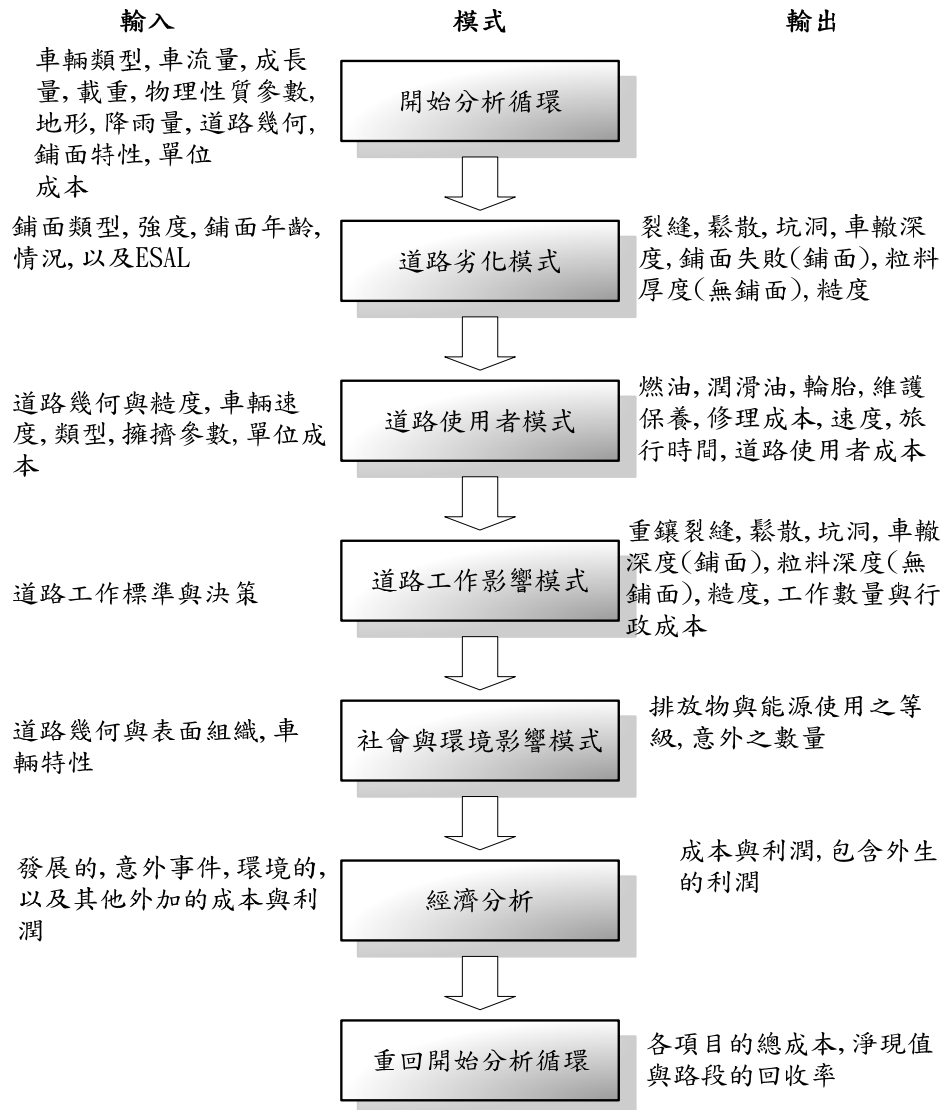 輸入
模式
輸出
車輛類型, 車流量, 成長
量, 載重, 物理性質參數,
地形, 降雨量, 道路幾何,
鋪面特性, 單位
成本
開始分析循環
鋪面類型, 強度, 鋪面年齡,
情況, 以及ESAL
道路劣化模式
裂縫, 鬆散, 坑洞, 車轍深
度, 鋪面失敗(鋪面), 粒料
厚度(無鋪面), 糙度
道路幾何與糙度, 車輛速
度, 類型, 擁擠參數, 單位成
本
道路使用者模式
燃油, 潤滑油, 輪胎, 維護
保養, 修理成本, 速度, 旅
行時間, 道路使用者成本
道路工作標準與決策
道路工作影響模式
重鑲裂縫, 鬆散, 坑洞, 車轍
深度(鋪面), 粒料深度(無
鋪面), 糙度, 工作數量與行
政成本
道路幾何與表面組織, 車
輛特性
社會與環境影響模式
排放物與能源使用之等
級, 意外之數量
發展的, 意外事件, 環境的,
以及其他外加的成本與利
潤
經濟分析
成本與利潤, 包含外生
的利潤
重回開始分析循環
各項目的總成本, 淨現值
與路段的回收率